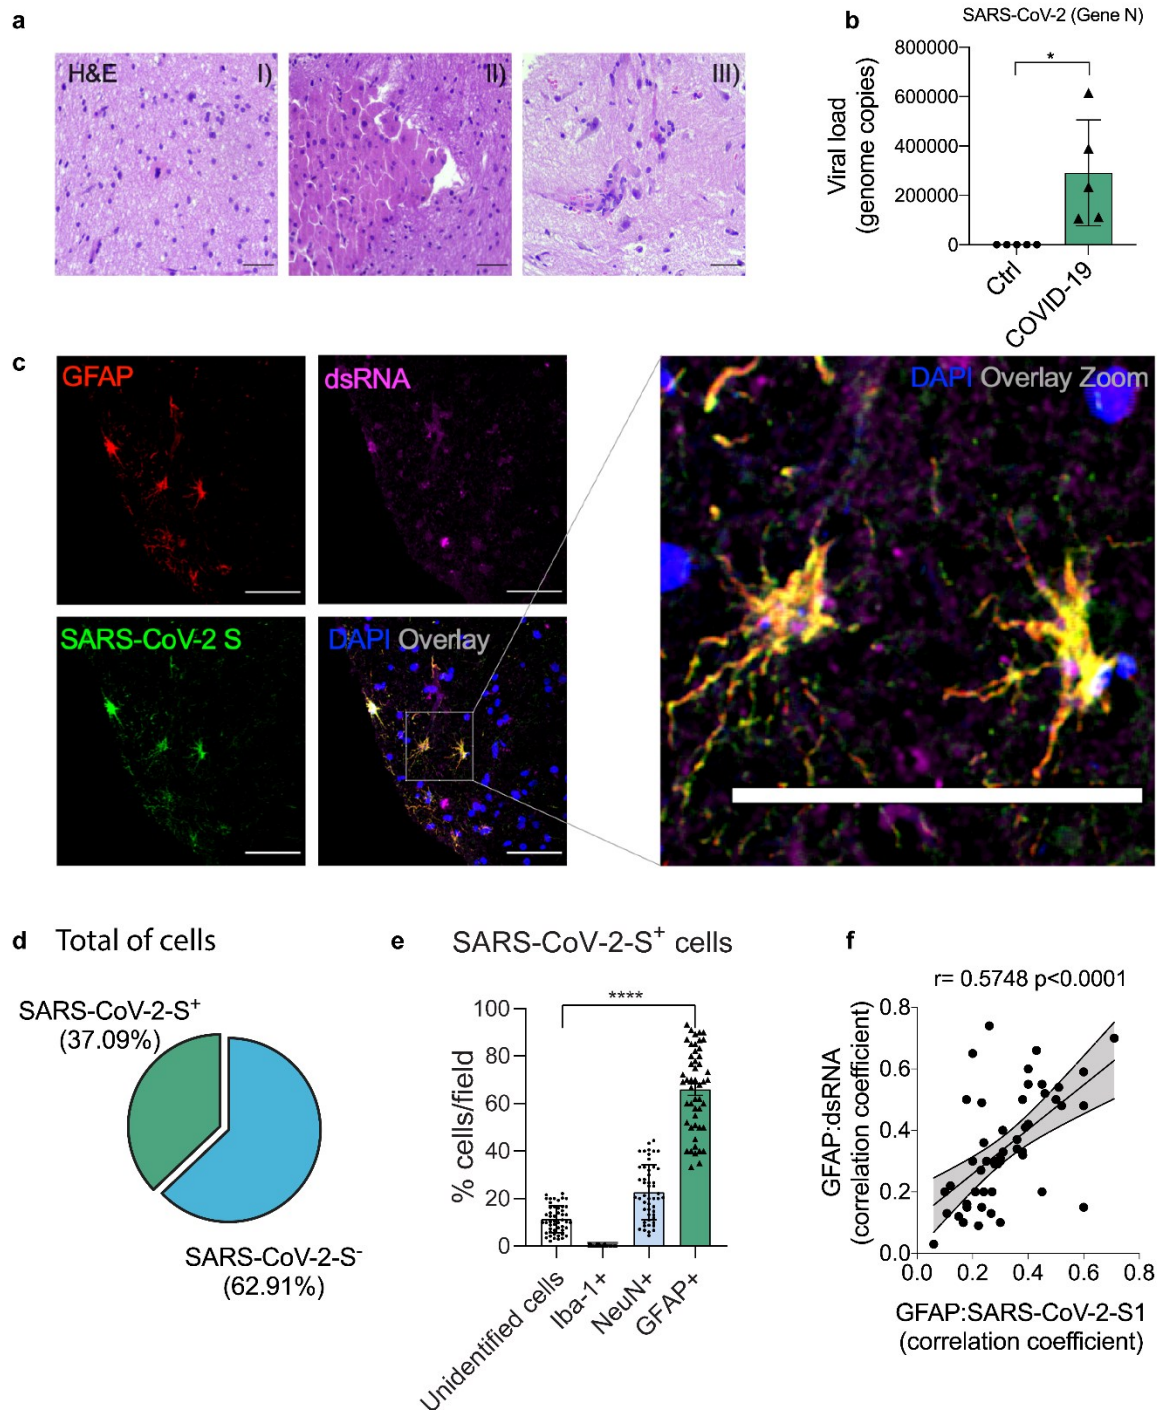 a
H&E
I)
II)
III)
b
SARS-CoV-2 (Gene N)
*
Viral load
(genome copies)
800000
600000
400000
200000
0
Ctrl
COVID-19
c
GFAP
dsRNA
SARS-CoV-2 S
DAPI Overlay
DAPI Overlay Zoom
d
Total of cells
SARS-CoV-2-S⁺
(37.09%)
SARS-CoV-2-S⁻
(62.91%)
e
SARS-CoV-2-S⁺ cells
****
% cells/field
100
80
60
40
20
0
Unidentified cells
Iba-1+
NeuN+
GFAP+
f
r= 0.5748 p<0.0001
GFAP:dsRNA
(correlation coefficient)
0.8
0.6
0.4
0.2
0.0
0.0 0.2 0.4 0.6 0.8
GFAP:SARS-CoV-2-S1
(correlation coefficient)